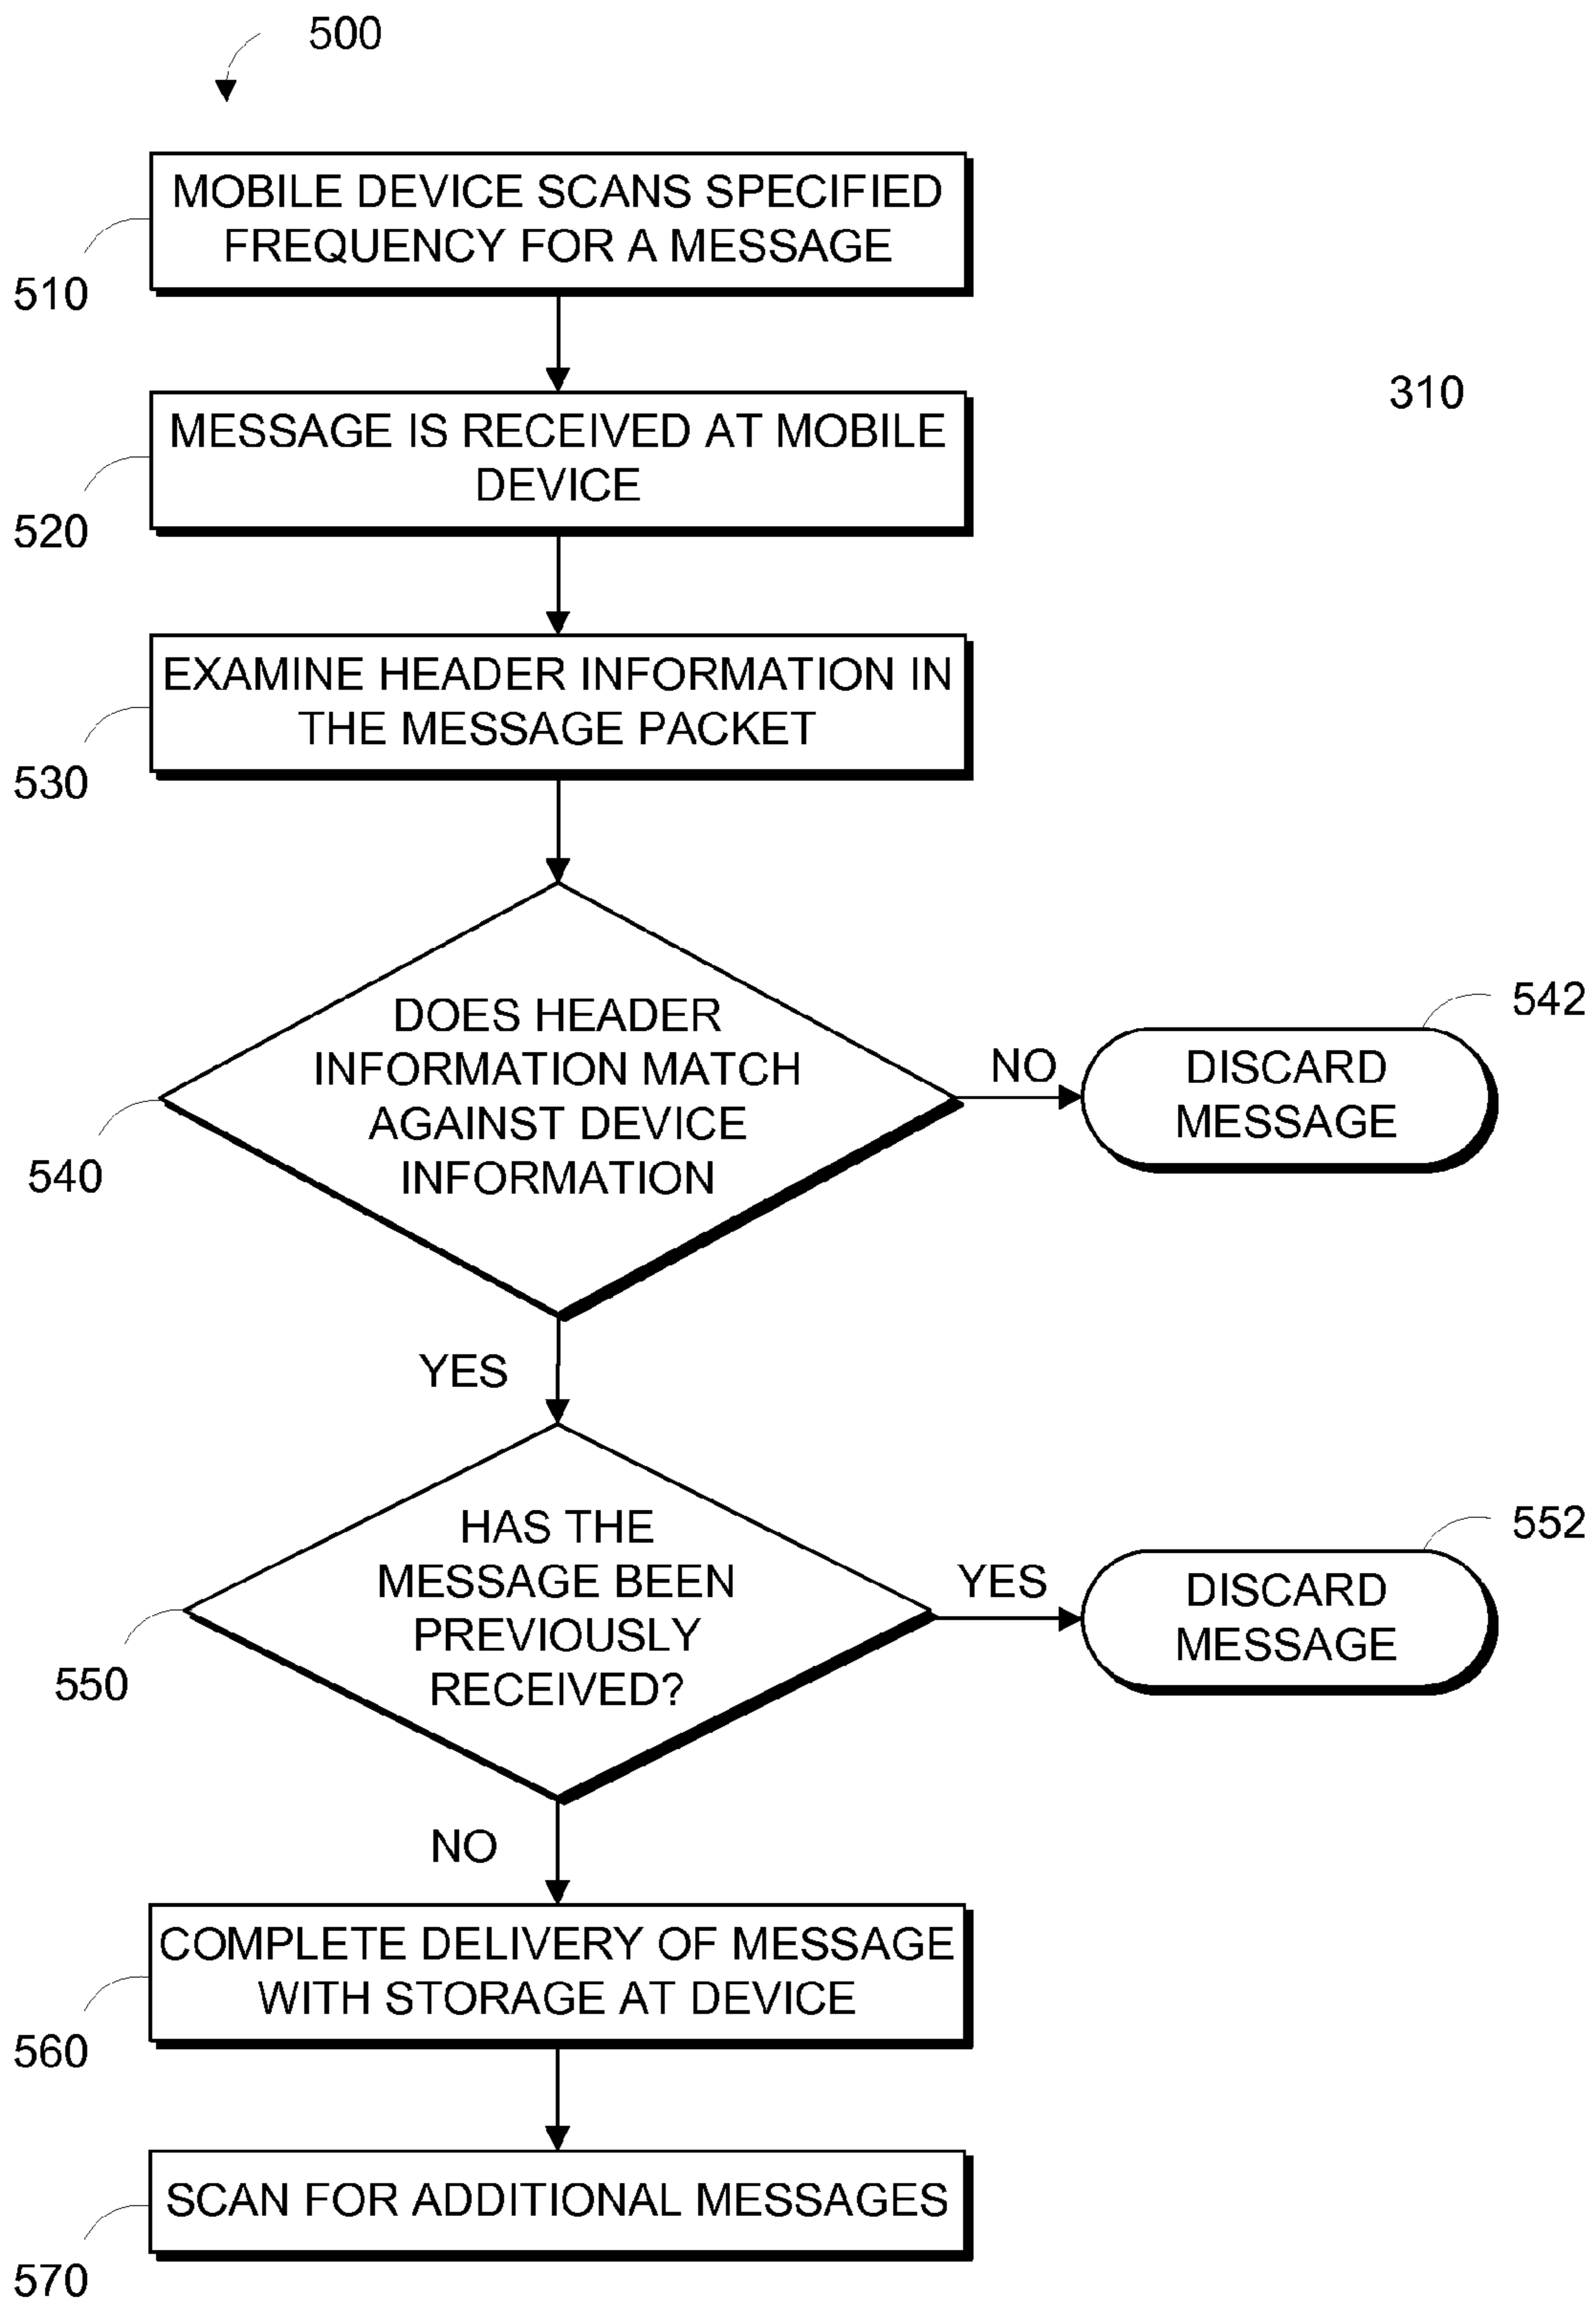 500
MOBILE DEVICE SCANS SPECIFIED
FREQUENCY FOR A MESSAGE
510
310
MESSAGE IS RECEIVED AT MOBILE
DEVICE
520
EXAMINE HEADER INFORMATION IN
THE MESSAGE PACKET
530
DOES HEADER
INFORMATION MATCH
AGAINST DEVICE
INFORMATION
540
NO
542
DISCARD
MESSAGE
YES
HAS THE
MESSAGE BEEN
PREVIOUSLY
RECEIVED?
550
YES
552
DISCARD
MESSAGE
NO
COMPLETE DELIVERY OF MESSAGE
WITH STORAGE AT DEVICE
560
SCAN FOR ADDITIONAL MESSAGES
570